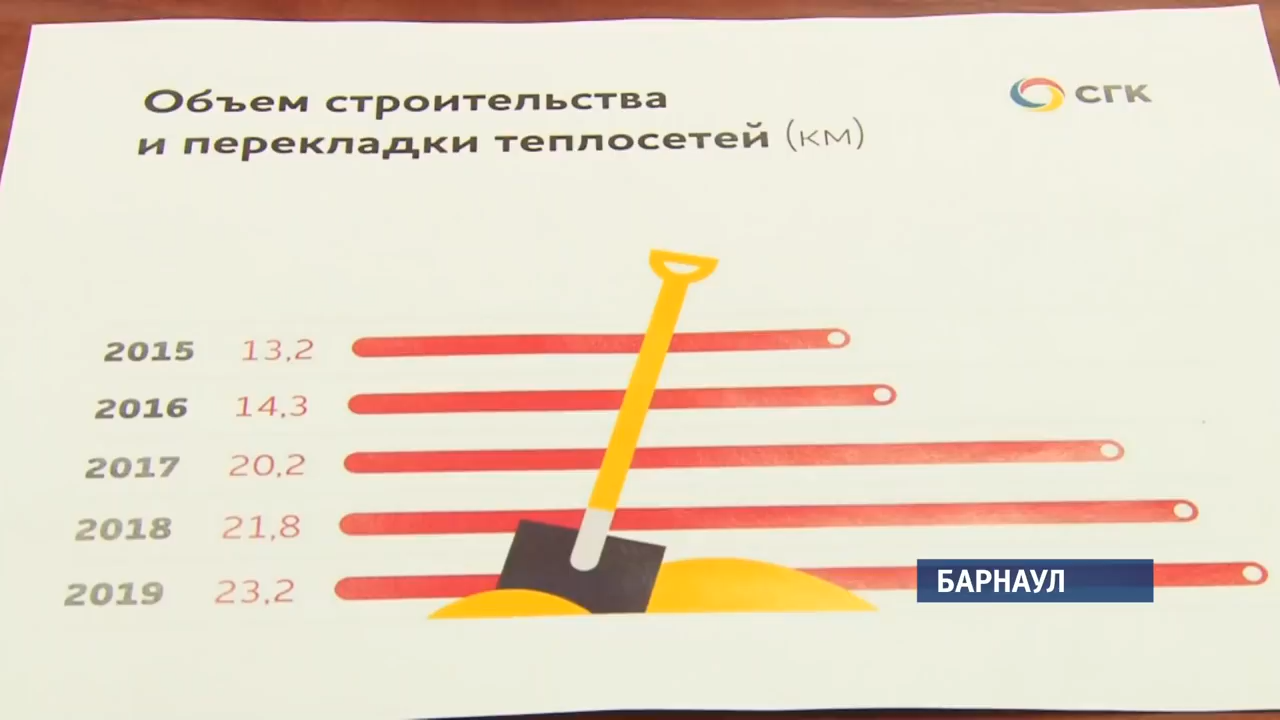 Объем строительства
и перекладки теплосетей (км)
СГК
2015 13,2
2016 14,3
2017 20,2
2018 21,8
2019 23,2
БАРНАУЛ